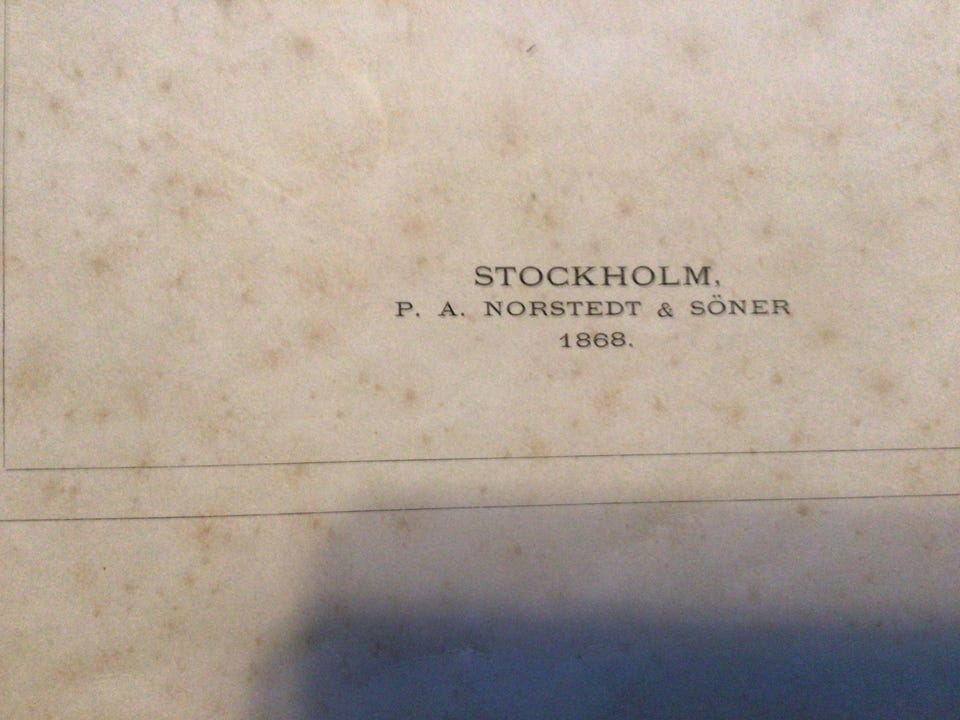 STOCKHOLM,
P. A. NORSTEDT & SÖNER
1868.